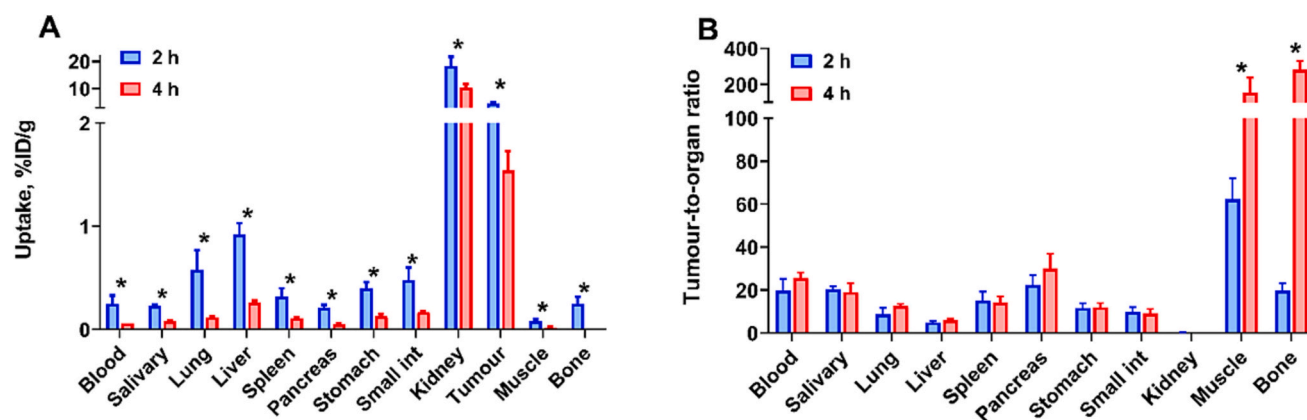 A
B
Uptake, %ID/g
20
10
2
1
0
2 h
4 h
*
*
*
*
*
*
*
*
*
*
*
*
Blood
Salivary
Lung
Liver
Spleen
Pancreas
Stomach
Small int
Kidney
Tumour
Muscle
Bone
Tumour-to-organ ratio
400
200
100
80
60
40
20
0
2 h
4 h
*
*
Blood
Salivary
Lung
Liver
Spleen
Pancreas
Stomach
Small int
Kidney
Muscle
Bone